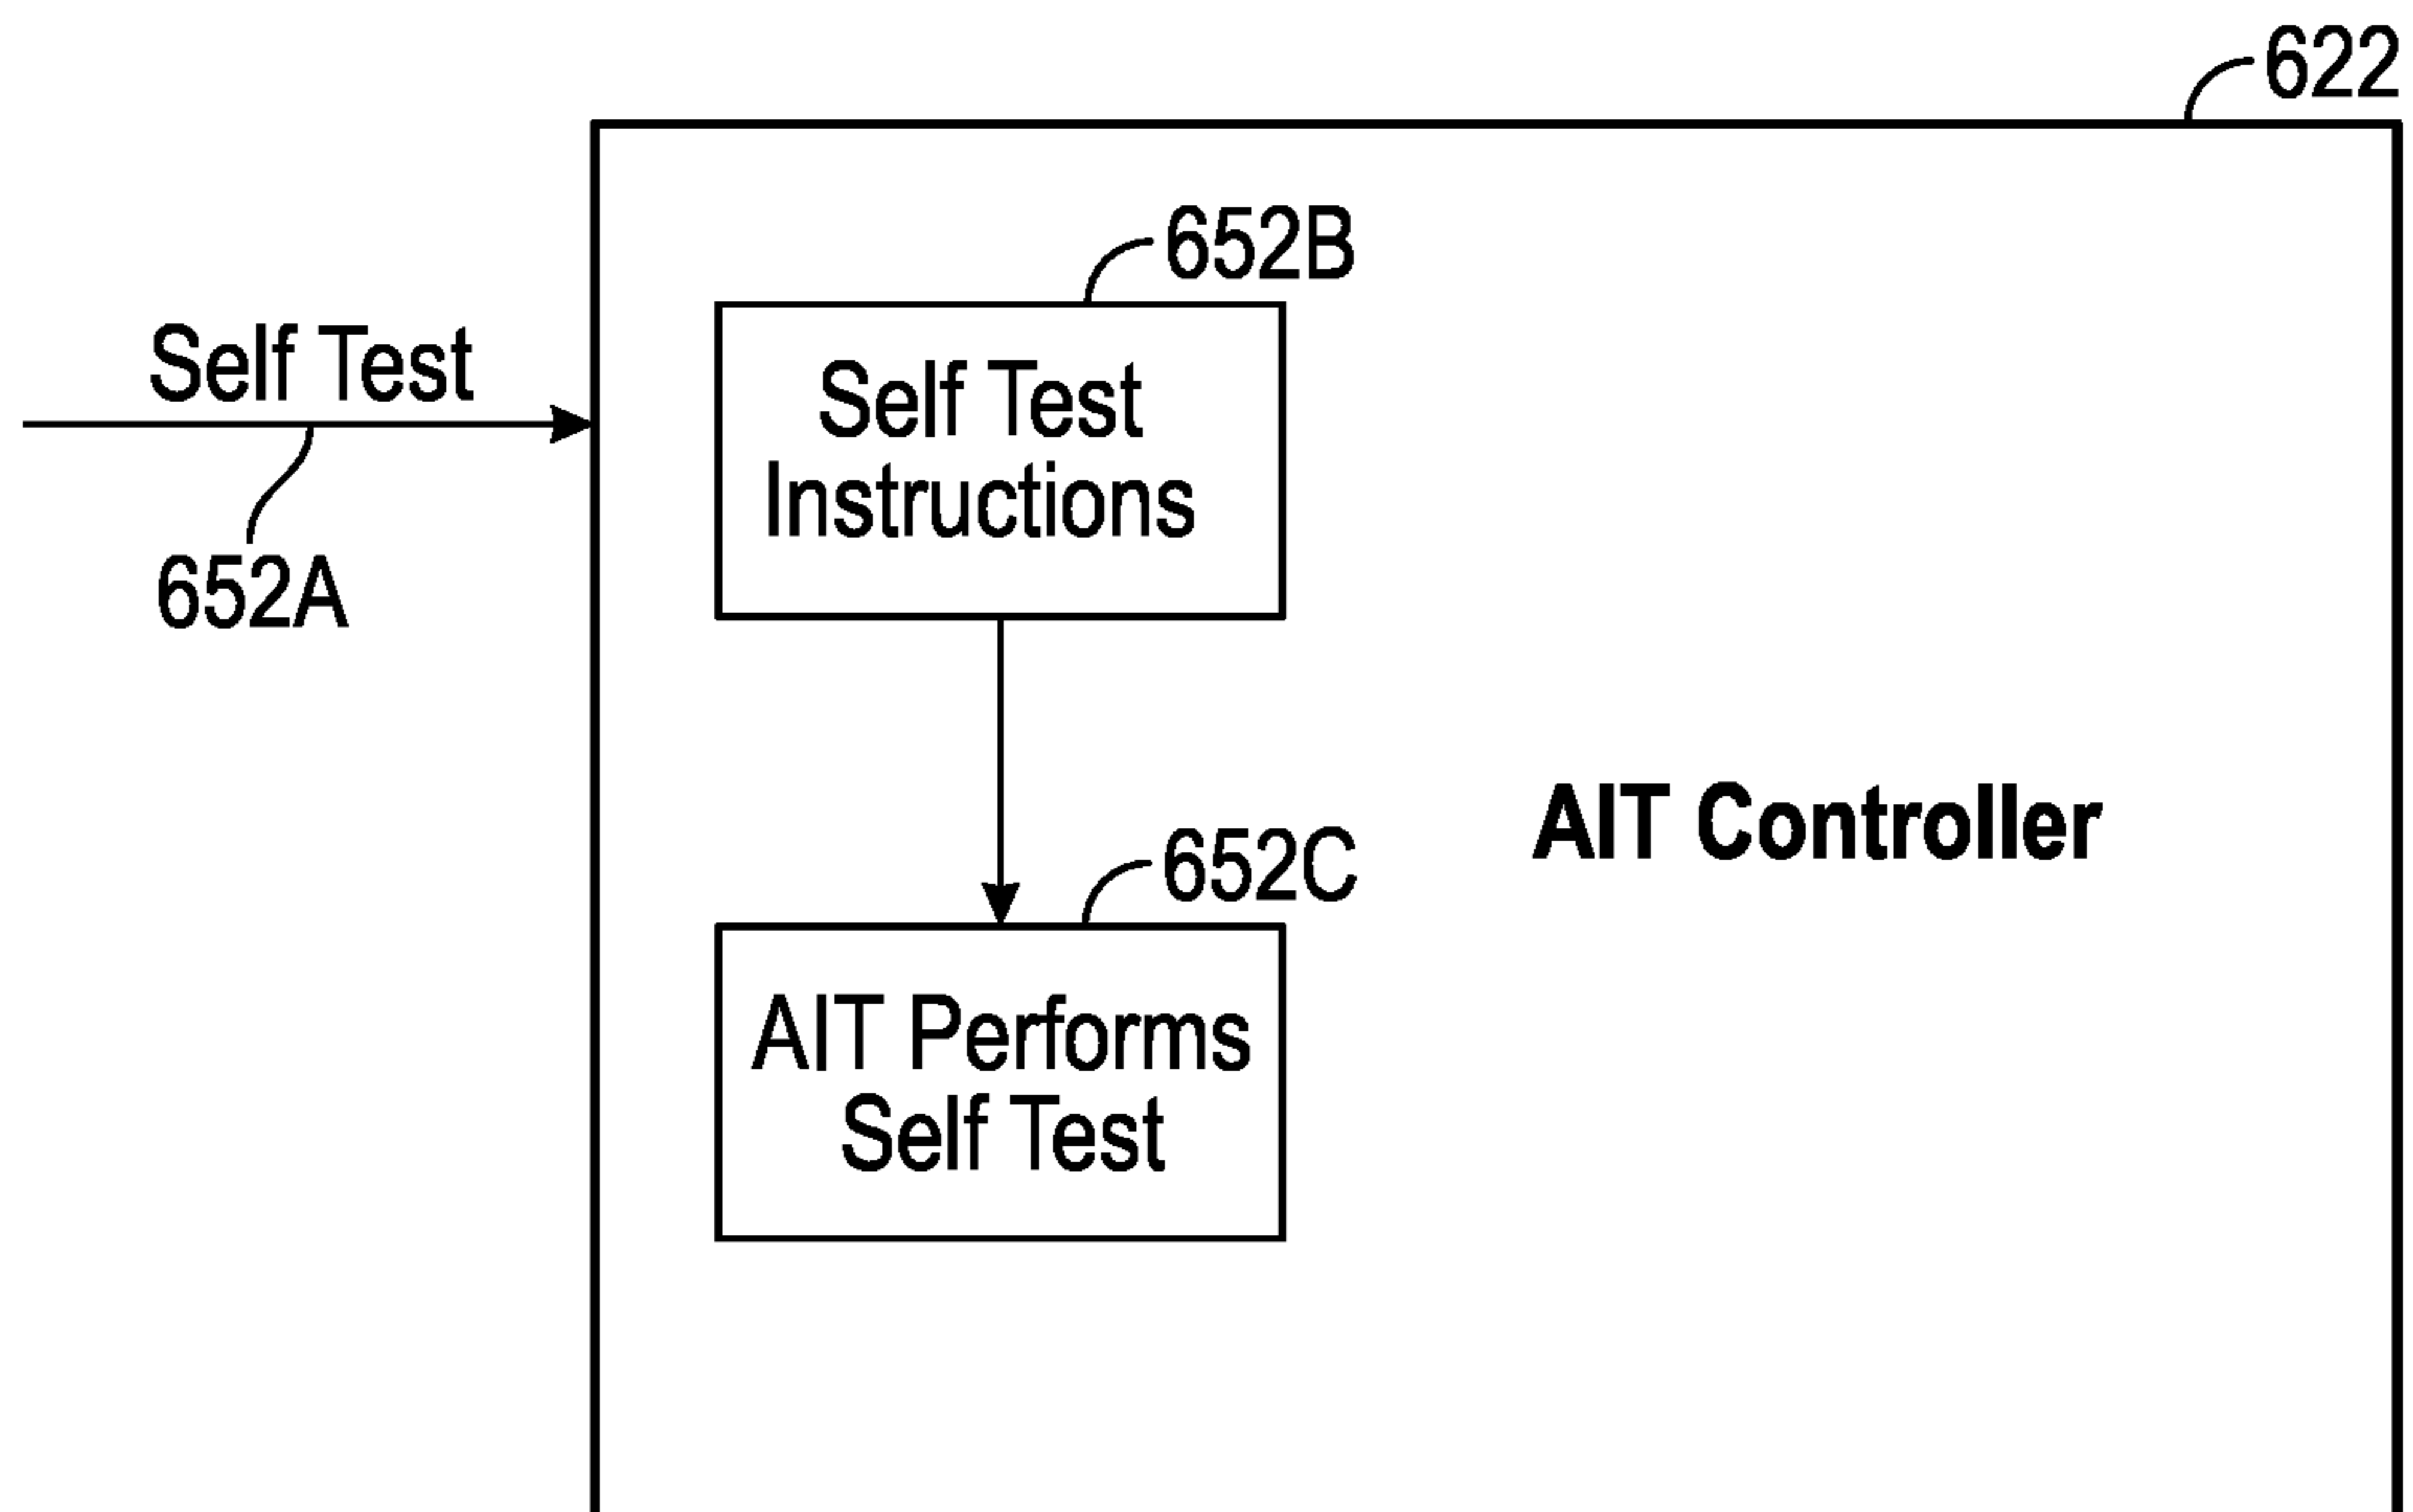 622
652B
Self Test
652A
Self Test
Instructions
AIT Controller
652C
AIT Performs
Self Test